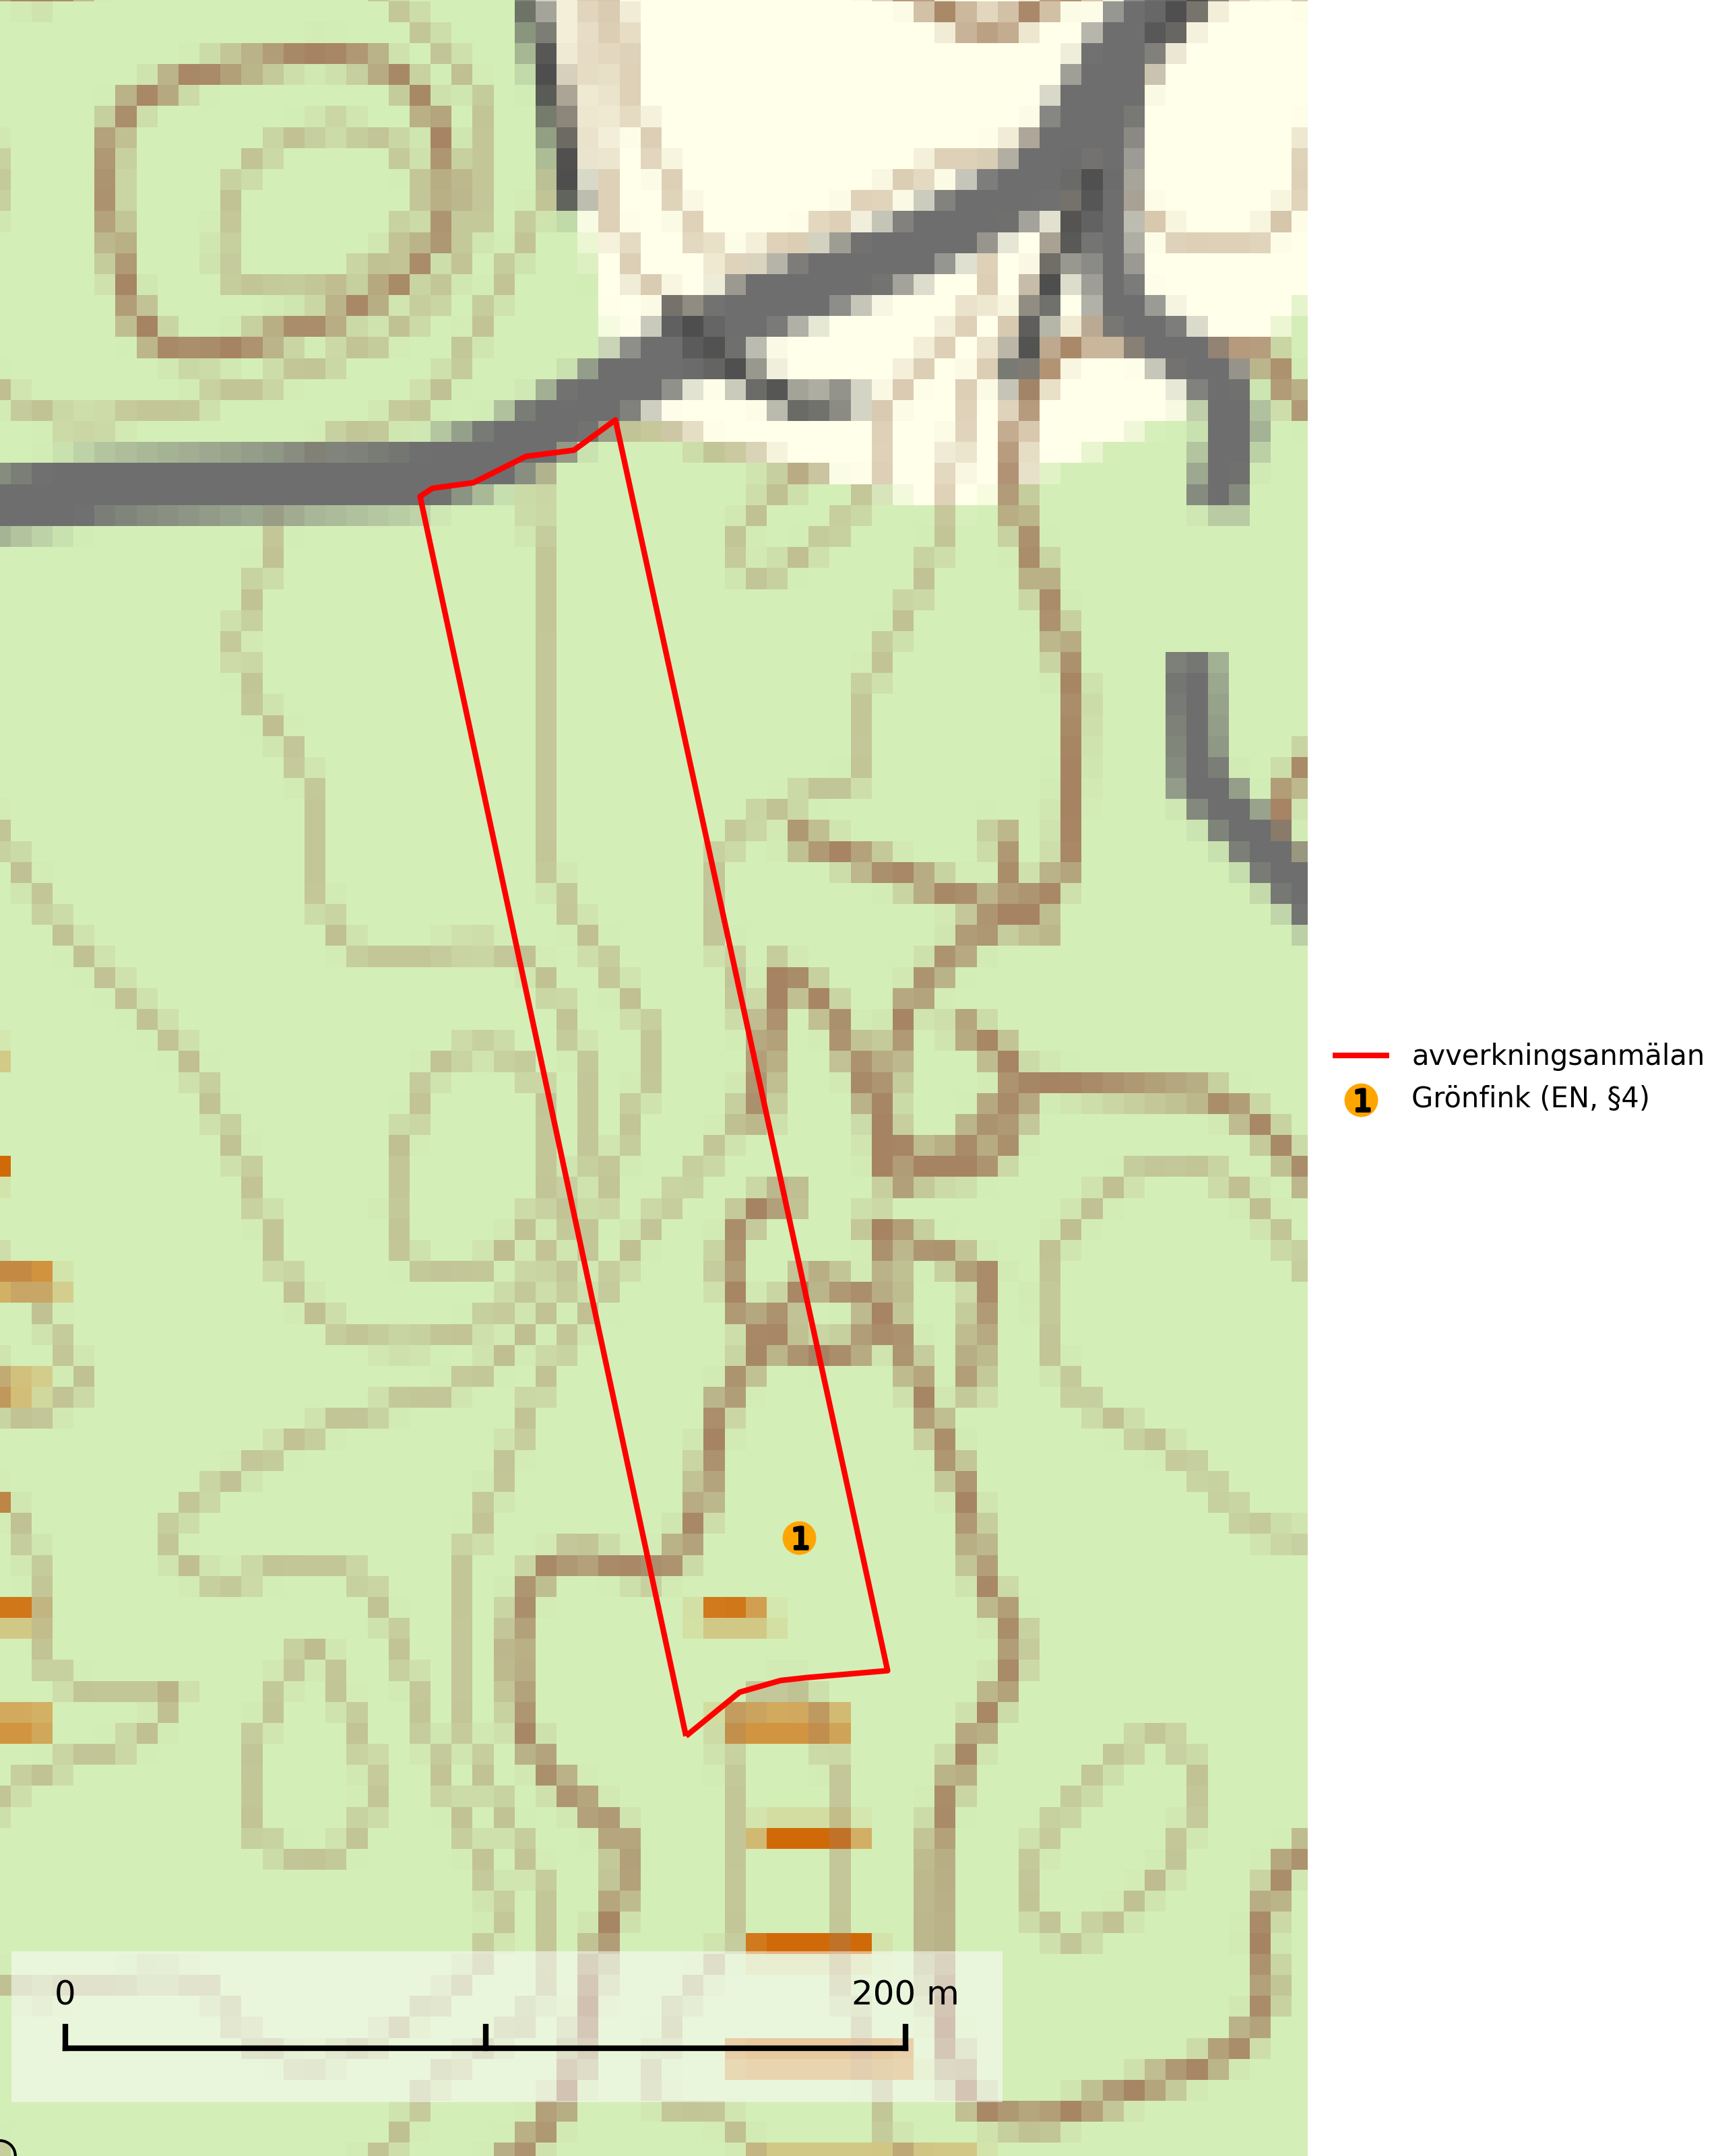 avverkningsanmälan
1 Grönfink (EN, §4)
1
0 200 m